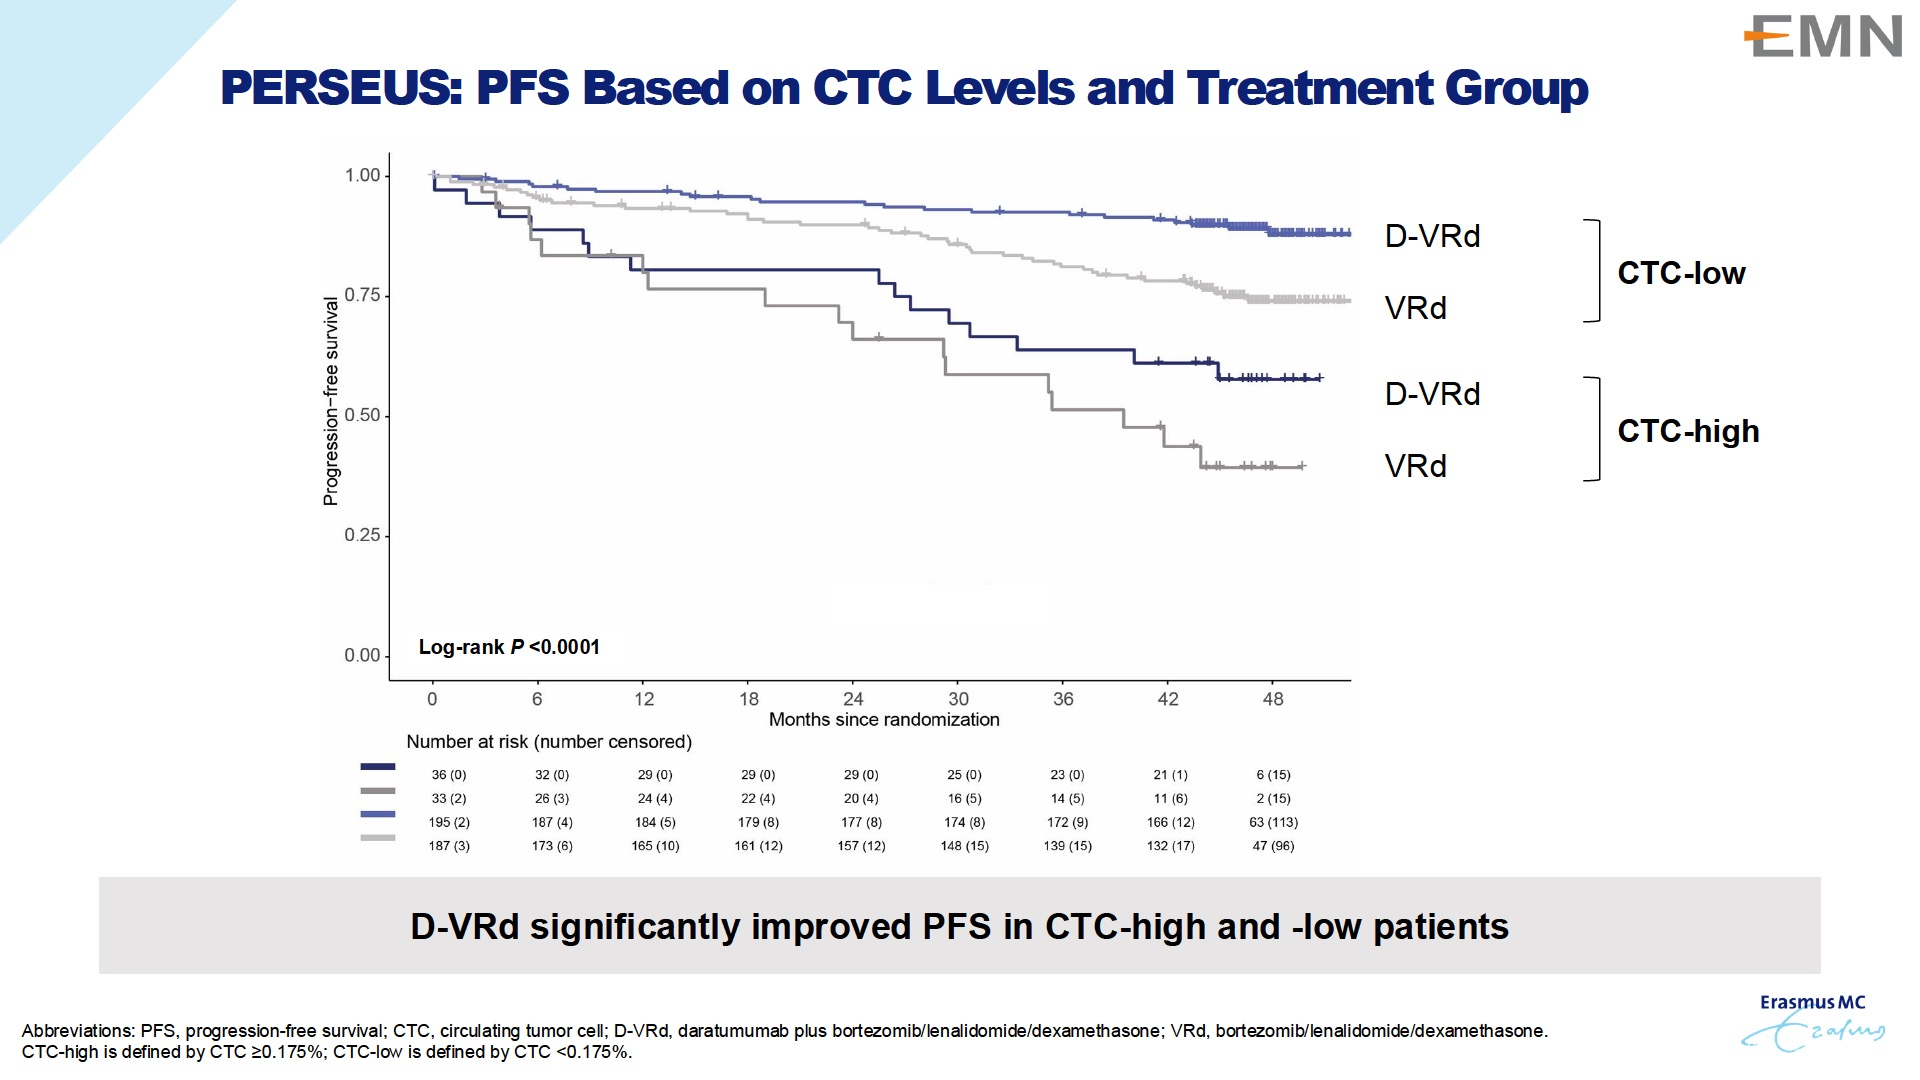 EMN
PERSEUS: PFS Based on CTC Levels and Treatment Group
1.00
0.75
0.50
0.25
0.00
Progression−free survival
D-VRd
VRd
CTC-low
D-VRd
VRd
CTC-high
Log-rank P <0.0001
0 6 12 18 24 30 36 42 48
Months since randomization
Number at risk (number censored)
36 (0) 32 (0) 29 (0) 29 (0) 29 (0) 25 (0) 23 (0) 21 (1) 6 (15)
33 (2) 26 (3) 24 (4) 22 (4) 20 (4) 16 (5) 14 (5) 11 (6) 2 (15)
195 (2) 187 (4) 184 (5) 179 (8) 177 (8) 174 (8) 172 (9) 166 (12) 63 (113)
187 (3) 173 (6) 165 (10) 161 (12) 157 (12) 148 (15) 139 (15) 132 (17) 47 (96)
D-VRd significantly improved PFS in CTC-high and -low patients
Erasmus MC
Erasmus
Abbreviations: PFS, progression-free survival; CTC, circulating tumor cell; D-VRd, daratumumab plus bortezomib/lenalidomide/dexamethasone; VRd, bortezomib/lenalidomide/dexamethasone.
CTC-high is defined by CTC ≥0.175%; CTC-low is defined by CTC <0.175%.